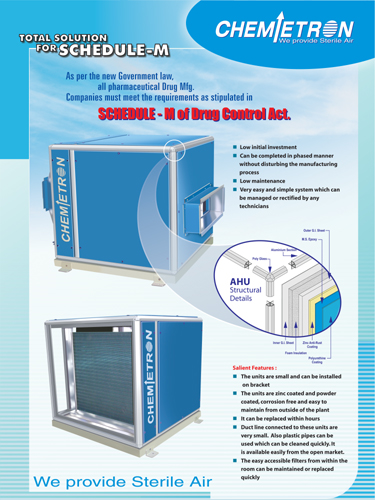 TOTAL SOLUTION
FOR SCHEDULE-M
CHEMIETRON
We provide Sterile Air
As per the new Government law,
all pharmaceutical Drug Mfg.
Companies must meet the requirements as stipulated in
SCHEDULE - M of Drug Control Act.
Low initial investment
Can be completed in phased manner
without disturbing the manufacturing
process
Low maintenance
Very easy and simple system which can
be managed or rectified by any
technicians
CHEMIETRON
Outer G.I. Sheet
M.S. Epoxy
Aluminium Section
Poly Glass
AHU
Structural
Details
Inner G.I. Sheet
Zinc Anti-Rust
Coating
Foam Insulation
Polyurethane
Coating
CHEMIETRON
Salient Features :
The units are small and can be installed
on bracket
The units are zinc coated and powder
coated, corrosion free and easy to
maintain from outside of the plant
It can be replaced within hours
Duct line connected to these units are
very small. Also plastic pipes can be
used which can be cleaned quickly. It
is available easily from the open market.
The easy accessible filters from within the
room can be maintained or replaced
quickly
We provide Sterile Air